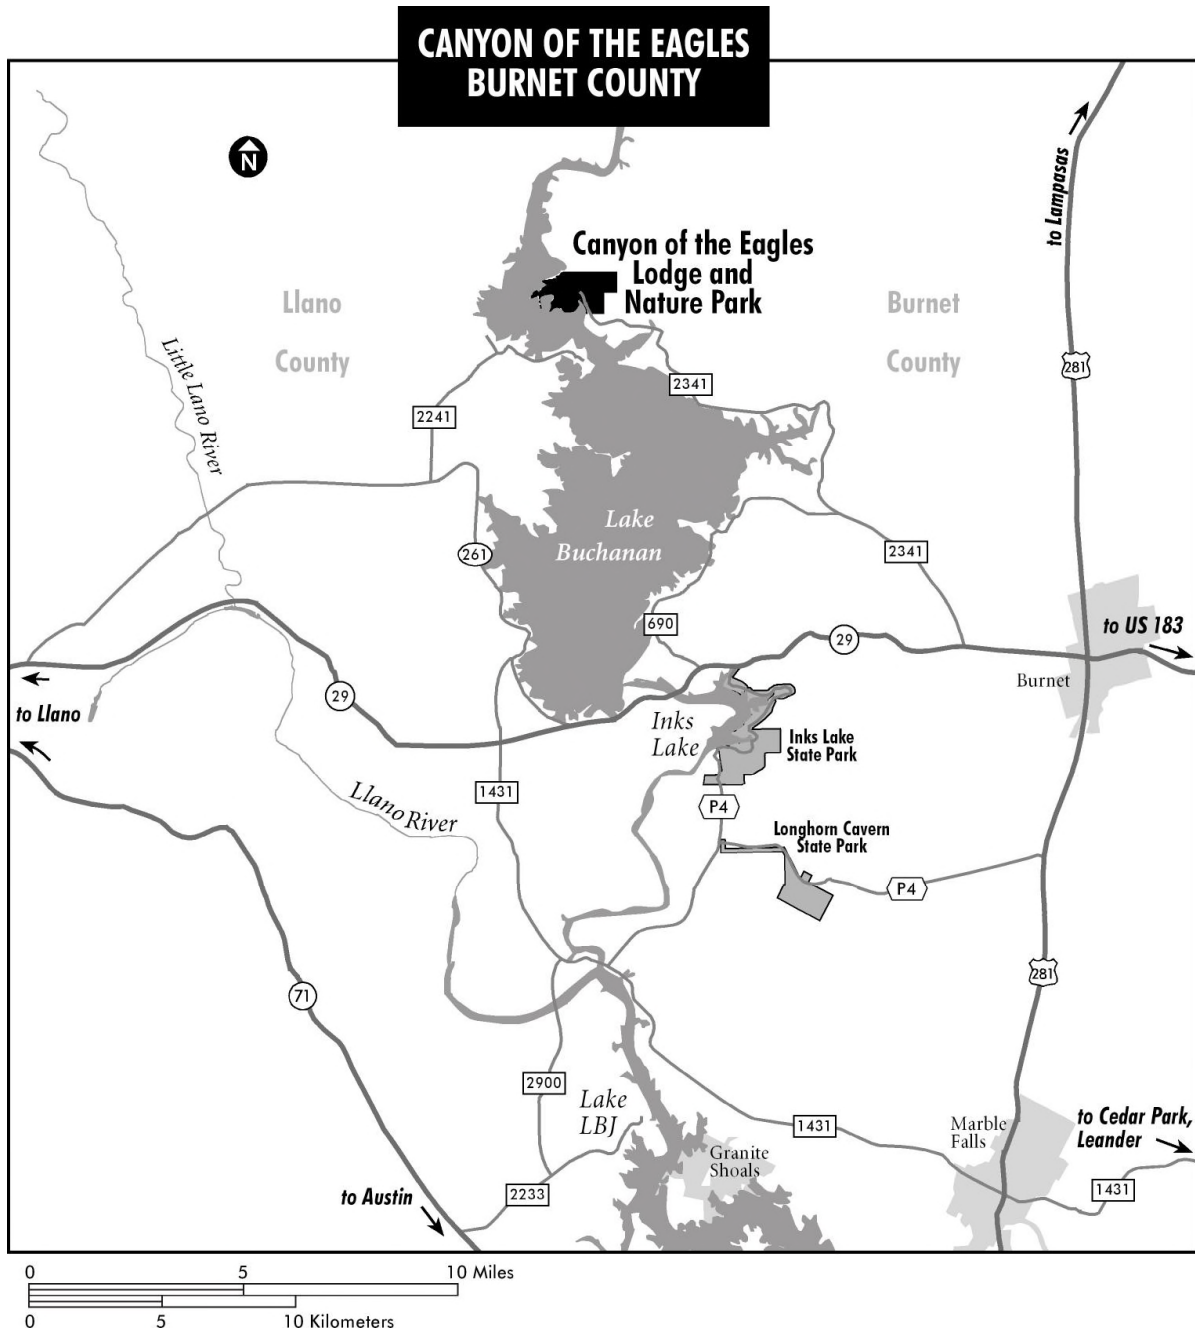 CANYON OF THE EAGLES
BURNET COUNTY
N
to Lampasas
Canyon of the Eagles
Lodge and
Nature Park
Llano
County
Burnet
County
Little Lano River
281
2341
2241
Lake
Buchanan
261
2341
690
29
to US 183
Burnet
29
to Llano
Inks
Lake
Inks Lake
State Park
1431
P4
Llano River
Longhorn Cavern
State Park
P4
281
71
2900
Lake
LBJ
1431
Marble
Falls
to Cedar Park,
Leander
Granite
Shoals
1431
2233
to Austin
0 5 10 Miles
0 5 10 Kilometers